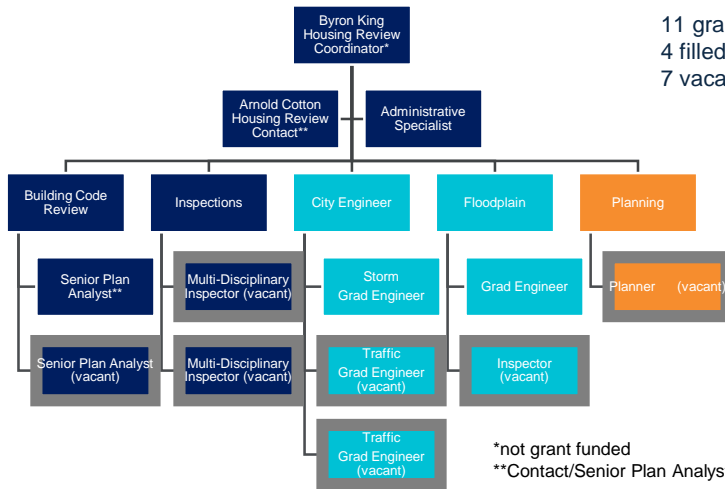 Byron King
Housing Review
Coordinator*
11
4 filled
7
Arnold Cotton
Housing Review
Contact**
Administrative
Specialist
Building Code
Review
Inspections
City Engineer
Floodplain
Planning
Senior Plan
Analyst**
Multi-Disciplinary
Inspector (vacant)
Storm
Grad Engineer
Grad Engineer
Planner (vacant)
Senior Plan Analyst
(vacant)
Multi-Disciplinary
Inspector (vacant)
Traffic
Grad Engineer
(vacant)
Inspector
(vacant)
Traffic
Grad Engineer
(vacant)
*not grant funded
**Contact/Senior Plan